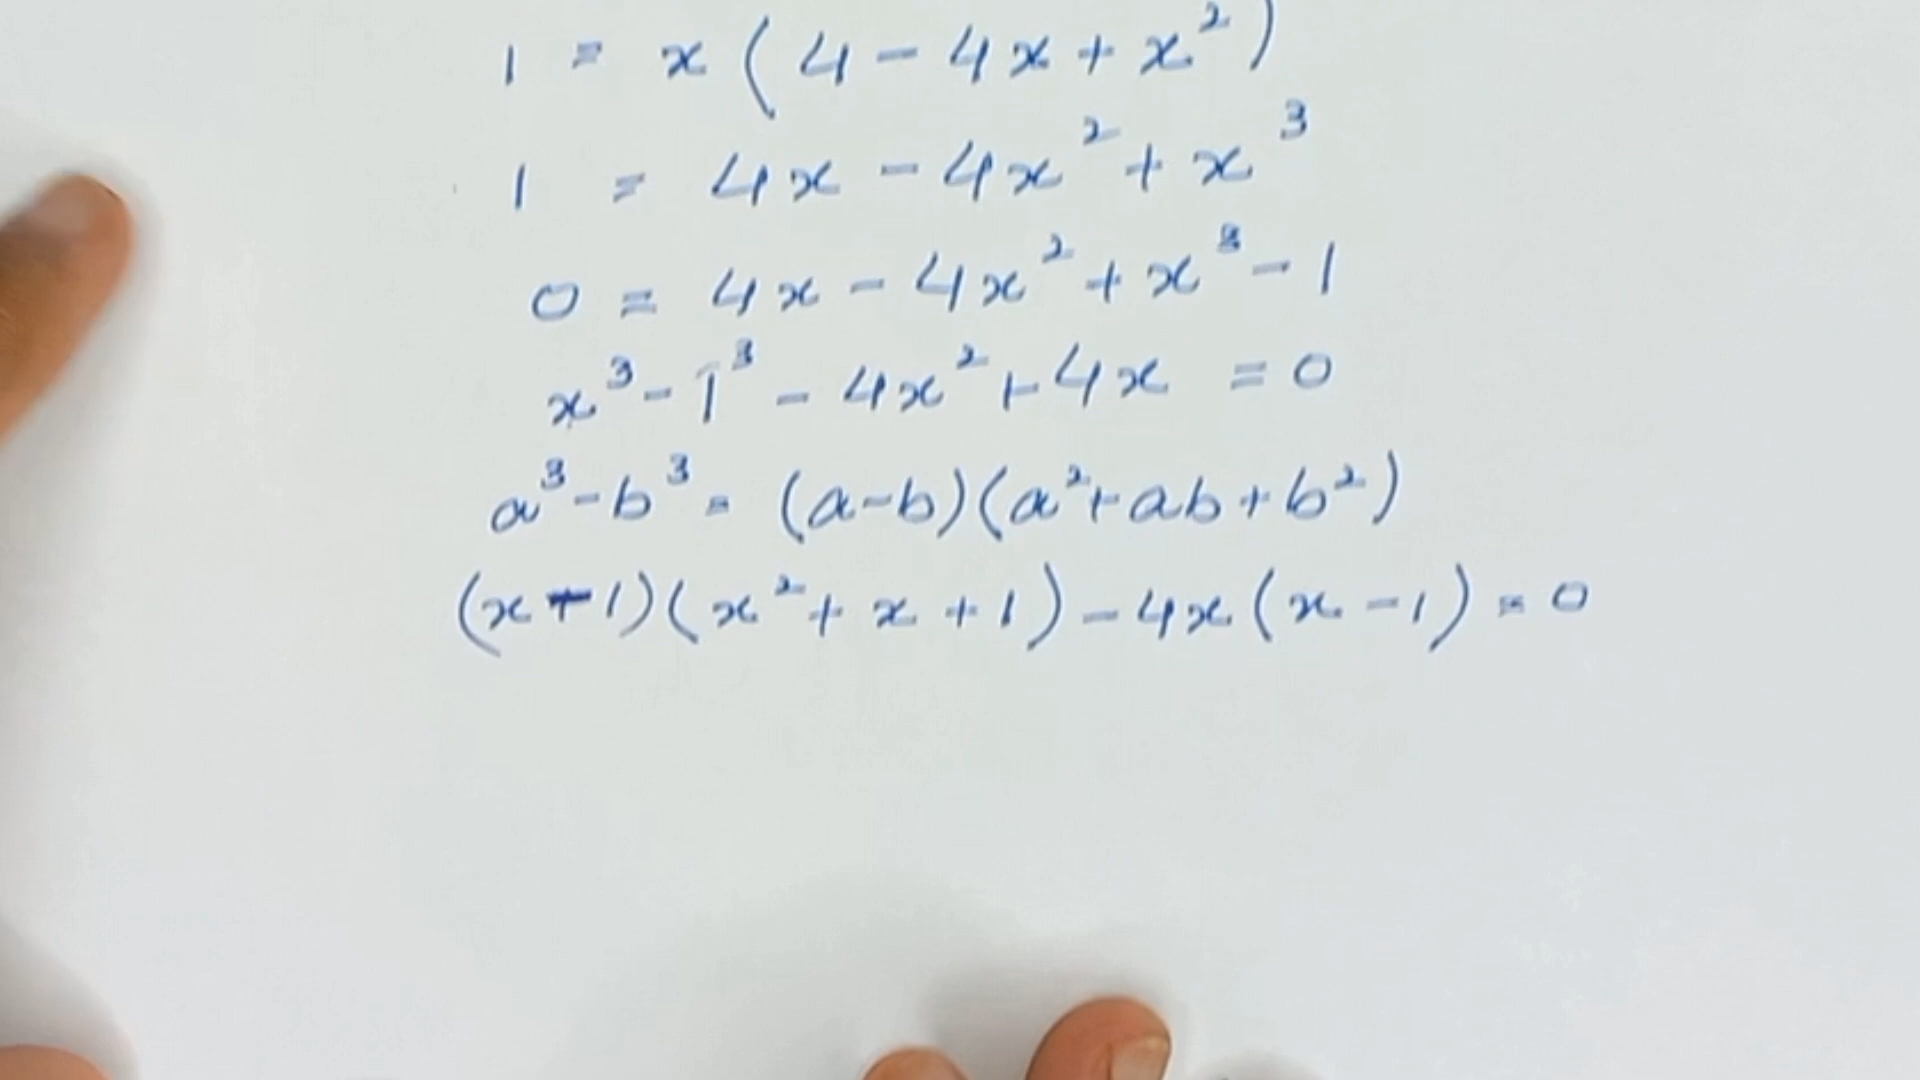 1 = x(4 - 4x + x²)
1 = 4x - 4x² + x³
0 = 4x - 4x² + x³ - 1
x³ - 1³ - 4x² + 4x = 0
a³ - b³ = (a-b)(a² + ab + b²)
(x - 1)(x² + x + 1) - 4x(x - 1) = 0